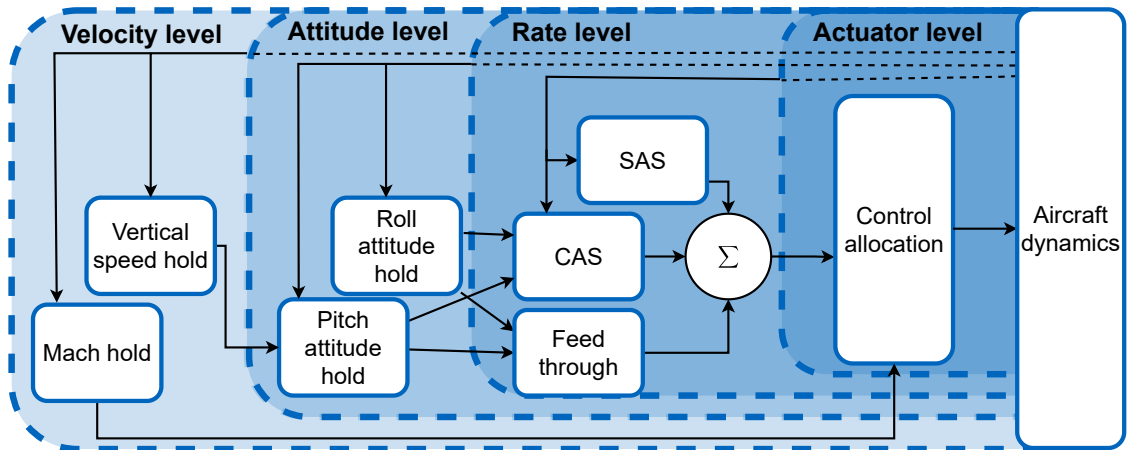 Velocity level
Attitude level
Rate level
Actuator level
SAS
Vertical
speed hold
Roll
attitude
hold
CAS
Σ
Control
allocation
Aircraft
dynamics
Mach hold
Pitch
attitude
hold
Feed
through